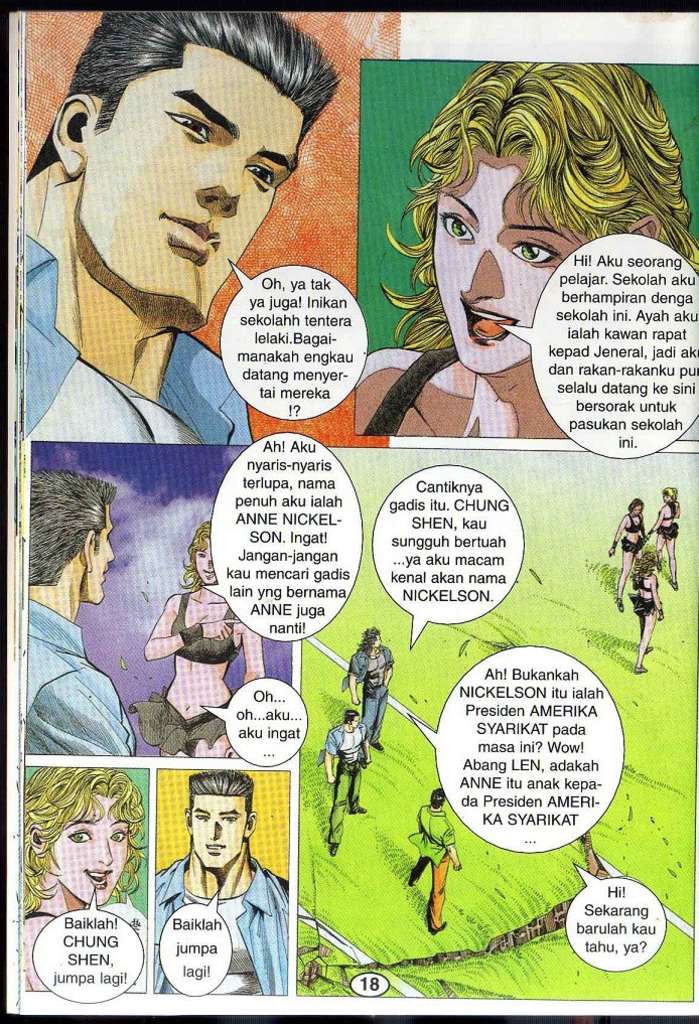 Oh, ya tak
ya juga! Inikan
sekolahh tentera
lelaki.Bagai-
manakah engkau
datang menyer-
tai mereka
!?
Hi! Aku seorang
pelajar. Sekolah aku
berhampiran denga
sekolah ini. Ayah aku
ialah kawan rapat
kepad Jeneral, jadi aku
dan rakan-rakanku pu
selalu datang ke sini
bersorak untuk
pasukan sekolah
ini.
Ah! Aku
nyaris-nyaris
terlupa, nama
penuh aku ialah
ANNE NICKEL-
SON. Ingat!
Jangan-jangan
kau mencari gadis
lain yng bernama
ANNE juga
nanti!
Oh...
oh...aku...
aku ingat
...
Cantiknya
gadis itu. CHUNG
SHEN, kau
sungguh bertuah
...ya aku macam
kenal akan nama
NICKELSON.
Ah! Bukankah
NICKELSON itu ialah
Presiden AMERIKA
SYARIKAT pada
masa ini? Wow!
Abang LEN, adakah
ANNE itu anak kepa-
da Presiden AMERI-
KA SYARIKAT
...
Hi!
Sekarang
barulah kau
tahu, ya?
Baiklah!
CHUNG
SHEN,
jumpa lagi!
Baiklah
jumpa
lagi!
18